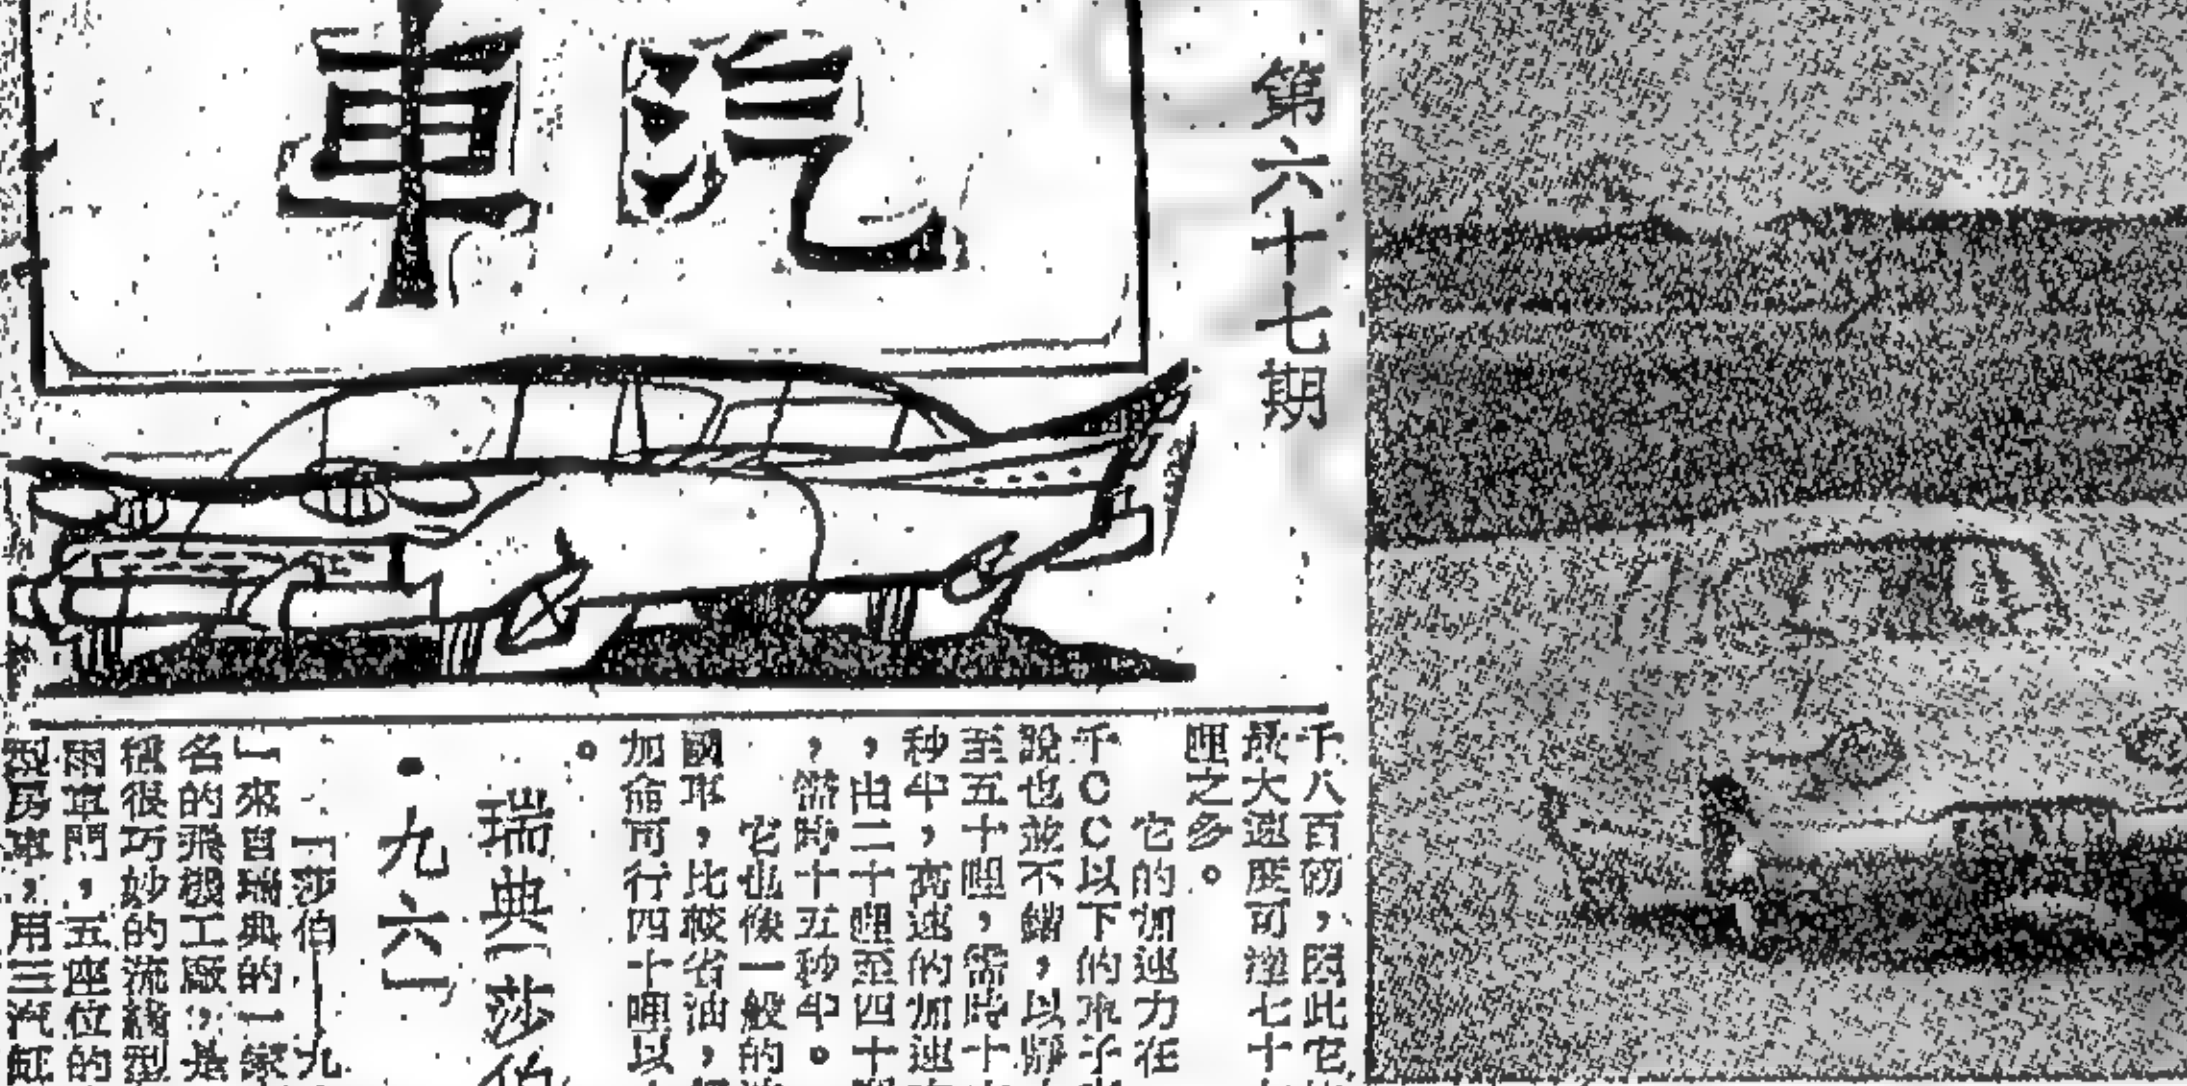 汽車
第六十七期
千八百磅，因此它
最大速度可達七十
哩之多。
它的加速力在
千CC以下的車子
說也並不錯，以靜
至五十哩，需時十
秒半，高速的加速
，由二十哩至四十
，需時十五秒半。
它也像一般的
國車，比較省油，
加侖可行四十哩以
。
瑞典「莎伯
•九六」
「莎伯—九
」來自瑞典的一家
名的飛機工廠，是
種很巧妙的流線型
兩車門，五座位的
型房車，用三汽缸